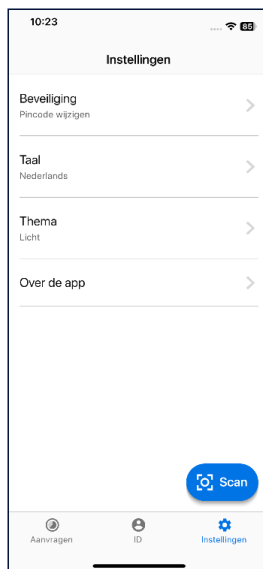 10:23
85
Instellingen
Beveiliging
Pincode wijzigen
Taal
Nederlands
Thema
Licht
Over de app
Scan
Aanvragen
ID
Instellingen